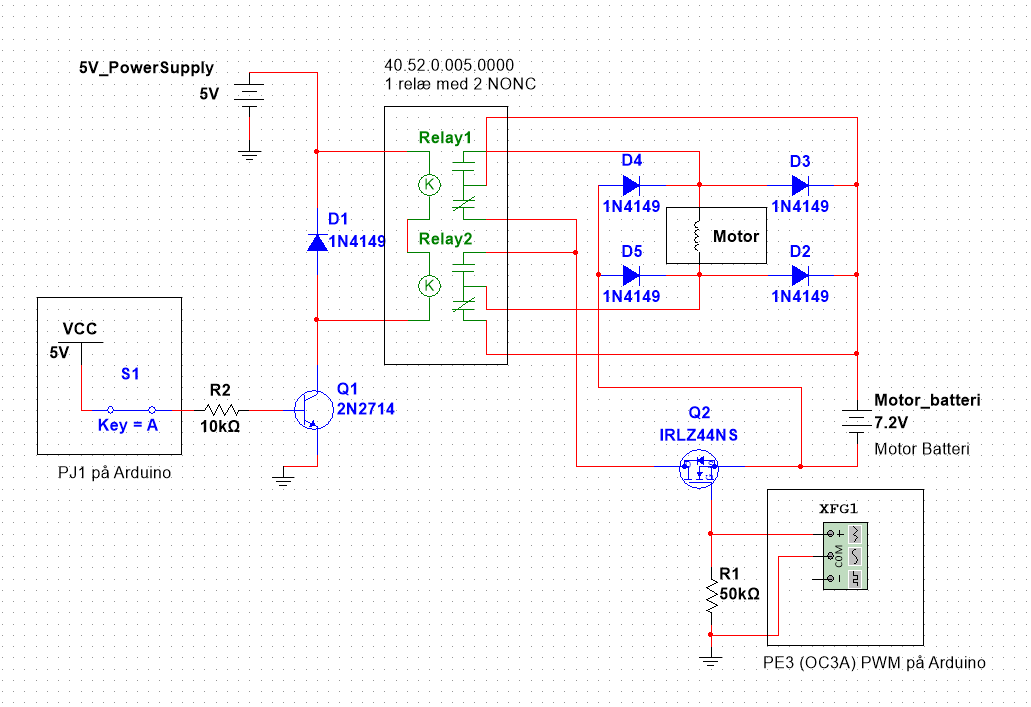 5V_PowerSupply
5V
40.52.0.005.0000
1 relæ med 2 NONC
Relay1
K
D1
1N4149
Relay2
K
D4
1N4149
D3
1N4149
Motor
D5
1N4149
D2
1N4149
VCC
5V
S1
Key = A
PJ1 på Arduino
R2
10kΩ
Q1
2N2714
Q2
IRLZ44NS
Motor_batteri
7.2V
Motor Batteri
XFG1
COM
R1
50kΩ
PE3 (OC3A) PWM på Arduino